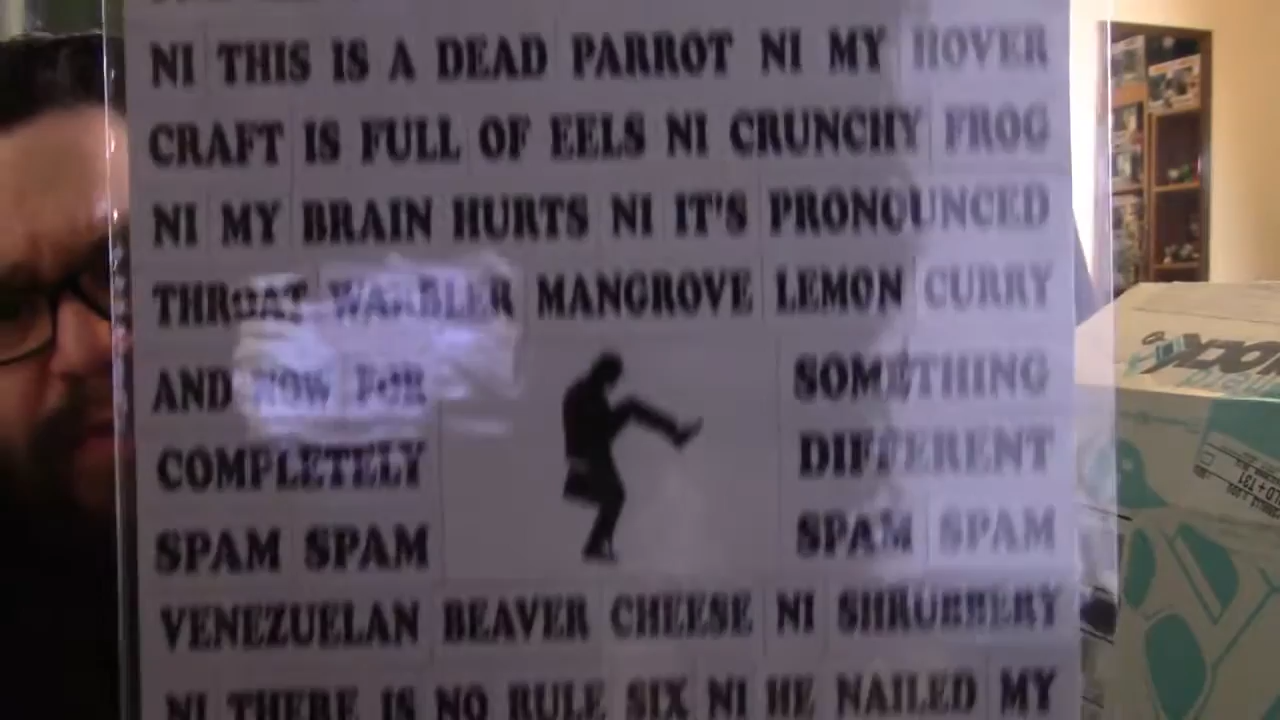 NI THIS IS A DEAD PARROT NI MY HOVER
CRAFT IS FULL OF EELS NI CRUNCHY FROG
NI MY BRAIN HURTS NI IT'S PRONOUNCED
THROAT WARBLER MANGROVE LEMON CURRY
AND NOW FOR SOMETHING
COMPLETELY DIFFERENT
SPAM SPAM SPAM SPAM
VENEZUELAN BEAVER CHEESE NI SHRUBBERY
NI THERE IS NO RULE SIX NI HE NAILED MY